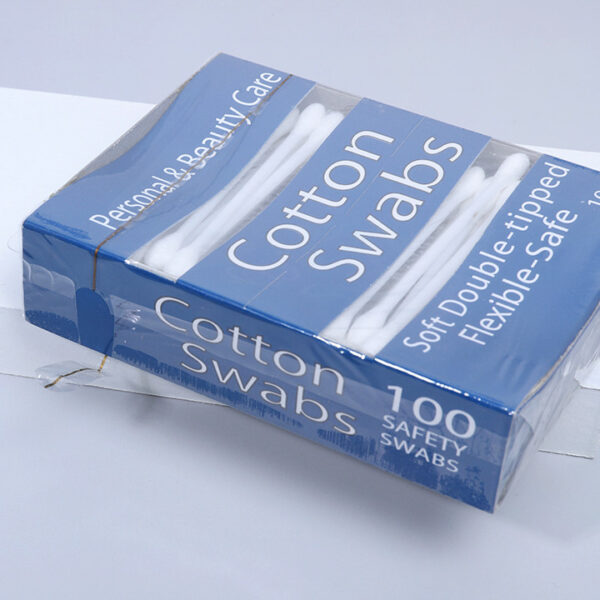 Personal & Beauty Care
Cotton
Swabs
Soft Double-tipped
Flexible-Safe
Cotton
Swabs
100
SAFETY
SWABS